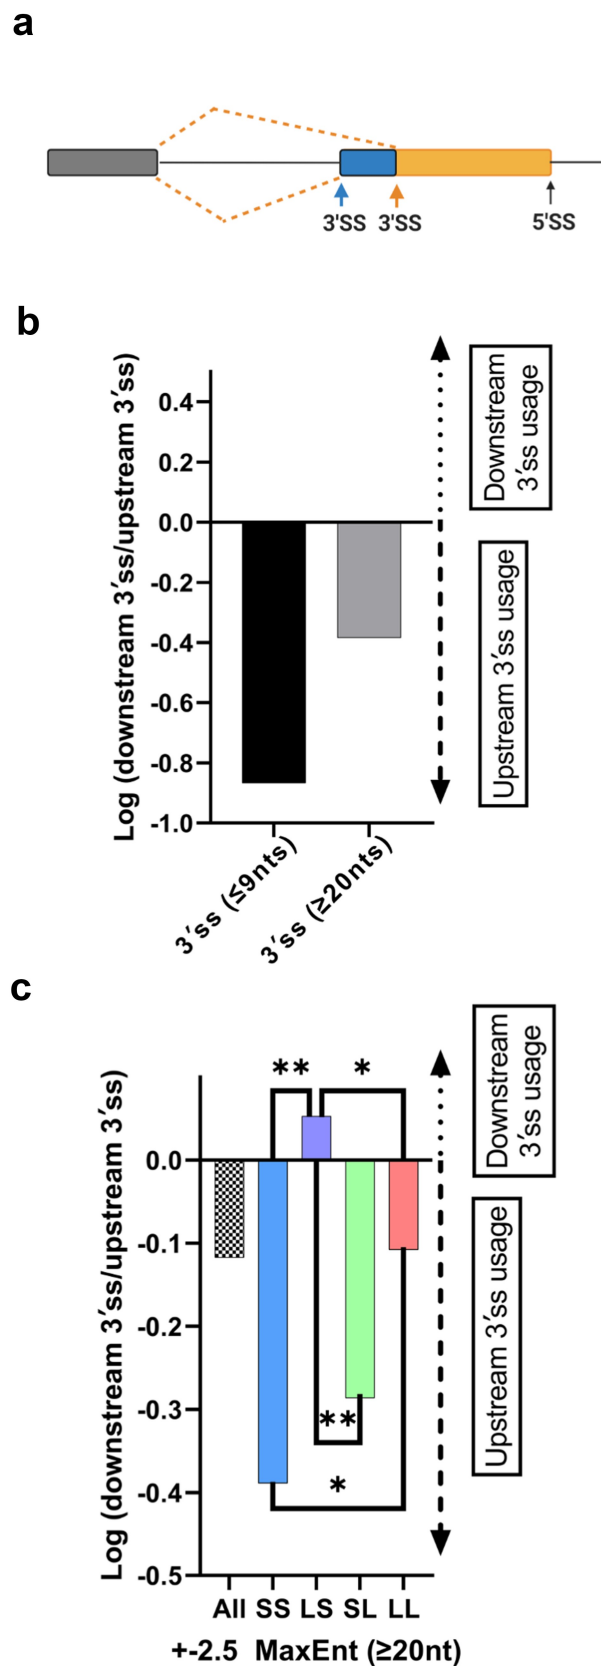 a
3'SS 3'SS 5'SS
b
Log (downstream 3′ss/upstream 3′ss)
0.4
0.2
0.0
-0.2
-0.4
-0.6
-0.8
-1.0
3′ss (≤9nts)
3′ss (≥20nts)
Downstream
3′ss usage
Upstream 3′ss usage
c
Log (downstream 3′ss/upstream 3′ss)
** *
0.0
-0.1
-0.2
-0.3
-0.4
-0.5
**
*
All SS LS SL LL
+-2.5 MaxEnt (≥20nt)
Downstream
3′ss usage
Upstream 3′ss usage